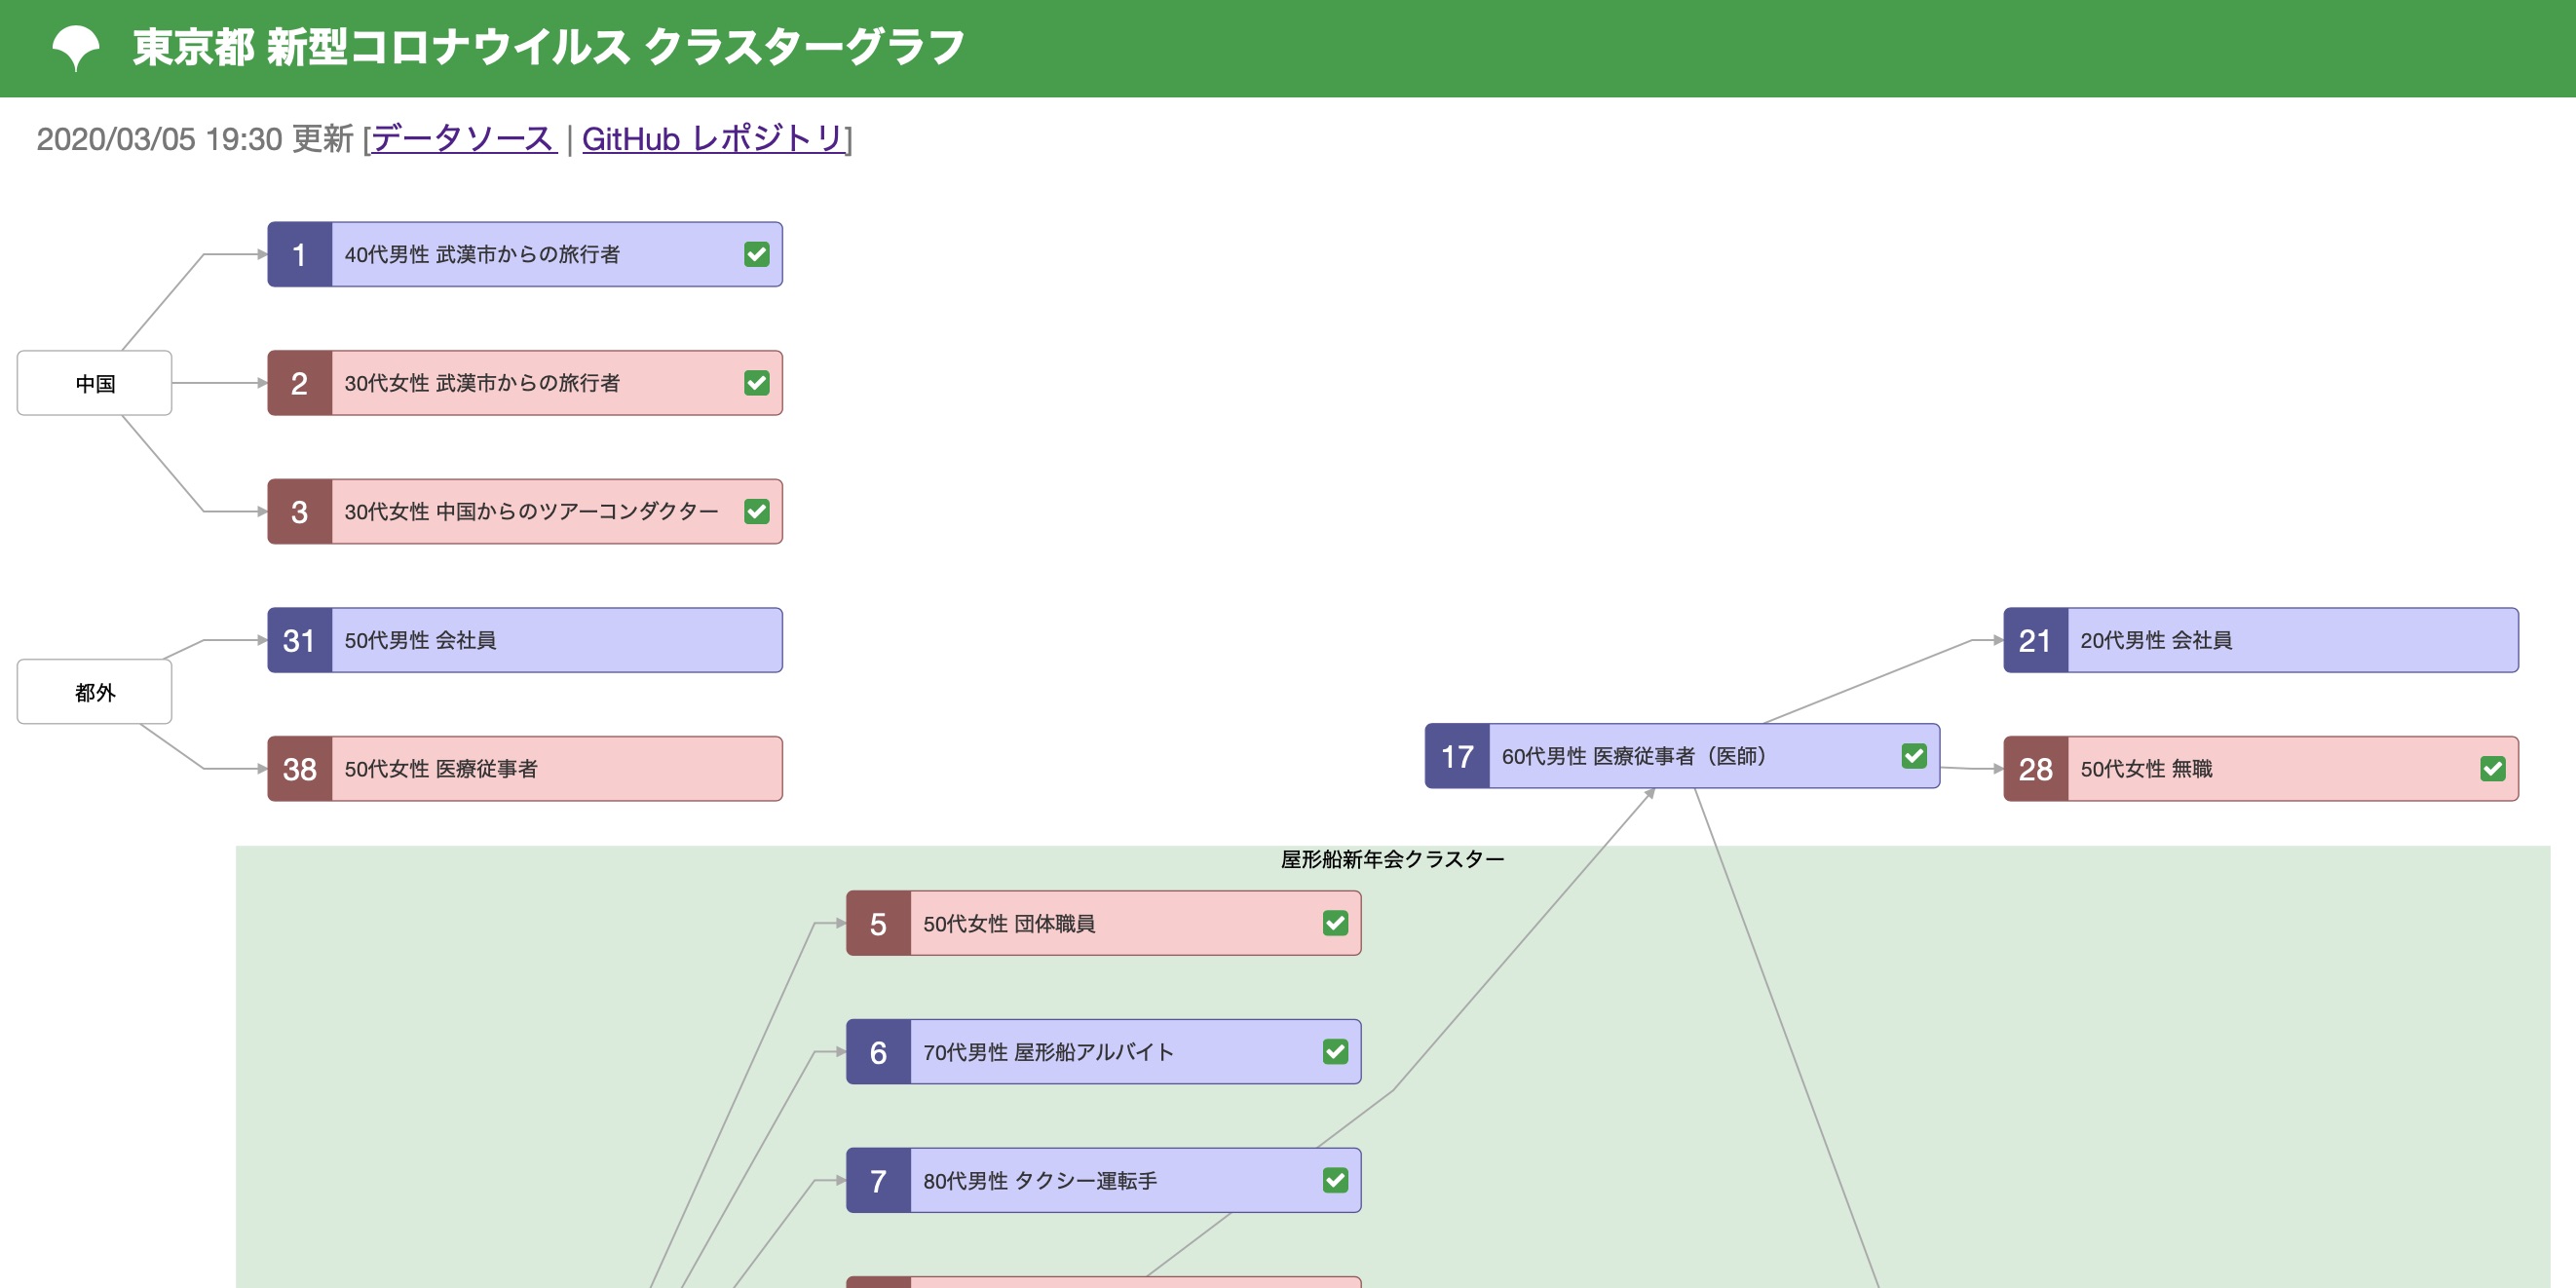 東京都 新型コロナウイルス クラスターグラフ
2020/03/05 19:30 更新 [データソース | GitHub レポジトリ]
中国
1 40代男性 武漢市からの旅行者
2 30代女性 武漢市からの旅行者
3 30代女性 中国からのツアーコンダクター
都外
31 50代男性 会社員
38 50代女性 医療従事者
17 60代男性 医療従事者（医師）
21 20代男性 会社員
28 50代女性 無職
屋形船新年会クラスター
5 50代女性 団体職員
6 70代男性 屋形船アルバイト
7 80代男性 タクシー運転手